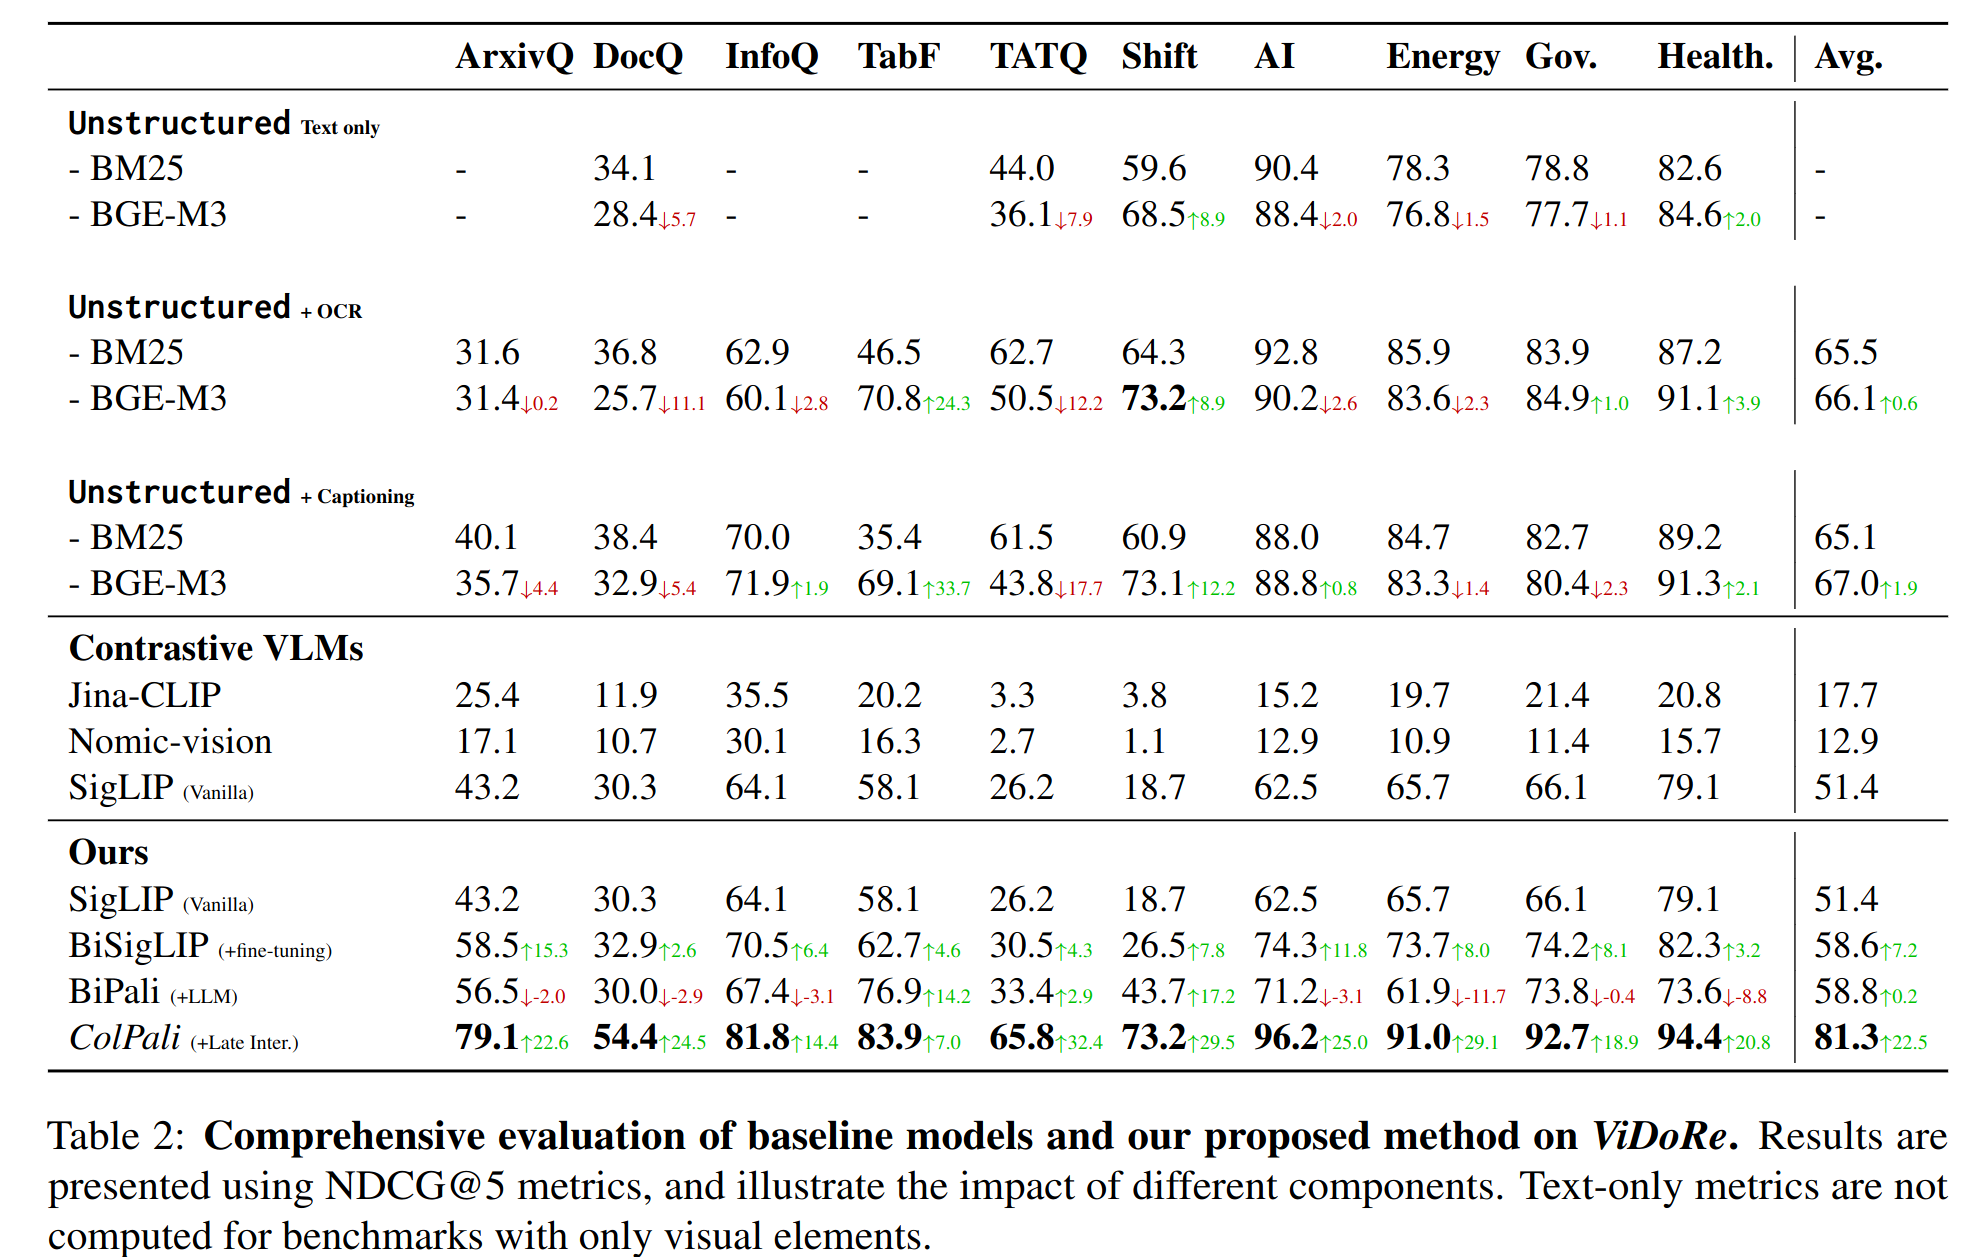 ArxivQ DocQ InfoQ TabF TATQ Shift AI Energy Gov. Health. Avg.
Unstructured Text only
- BM25 - 34.1 - - 44.0 59.6 90.4 78.3 78.8 82.6 -
- BGE-M3 - 28.4↓5.7 - - 36.1↓7.9 68.5↑8.9 88.4↓2.0 76.8↓1.5 77.7↓1.1 84.6↑2.0 -
Unstructured + OCR
- BM25 31.6 36.8 62.9 46.5 62.7 64.3 92.8 85.9 83.9 87.2 65.5
- BGE-M3 31.4↓0.2 25.7↓11.1 60.1↓2.8 70.8↑24.3 50.5↓12.2 73.2↑8.9 90.2↓2.6 83.6↓2.3 84.9↑1.0 91.1↑3.9 66.1↑0.6
Unstructured + Captioning
- BM25 40.1 38.4 70.0 35.4 61.5 60.9 88.0 84.7 82.7 89.2 65.1
- BGE-M3 35.7↓4.4 32.9↓5.4 71.9↑1.9 69.1↑33.7 43.8↓17.7 73.1↑12.2 88.8↑0.8 83.3↓1.4 80.4↓2.3 91.3↑2.1 67.0↑1.9
Contrastive VLMs
Jina-CLIP 25.4 11.9 35.5 20.2 3.3 3.8 15.2 19.7 21.4 20.8 17.7
Nomic-vision 17.1 10.7 30.1 16.3 2.7 1.1 12.9 10.9 11.4 15.7 12.9
SigLIP (Vanilla) 43.2 30.3 64.1 58.1 26.2 18.7 62.5 65.7 66.1 79.1 51.4
Ours
SigLIP (Vanilla) 43.2 30.3 64.1 58.1 26.2 18.7 62.5 65.7 66.1 79.1 51.4
BiSigLIP (+fine-tuning) 58.5↑15.3 32.9↑2.6 70.5↑6.4 62.7↑4.6 30.5↑4.3 26.5↑7.8 74.3↑11.8 73.7↑8.0 74.2↑8.1 82.3↑3.2 58.6↑7.2
BiPali (+LLM) 56.5↓-2.0 30.0↓-2.9 67.4↓-3.1 76.9↑14.2 33.4↑2.9 43.7↑17.2 71.2↓-3.1 61.9↓-11.7 73.8↓-0.4 73.6↓-8.8 58.8↑0.2
ColPali (+Late Inter.) 79.1↑22.6 54.4↑24.5 81.8↑14.4 83.9↑7.0 65.8↑32.4 73.2↑29.5 96.2↑25.0 91.0↑29.1 92.7↑18.9 94.4↑20.8 81.3↑22.5
Table 2: Comprehensive evaluation of baseline models and our proposed method on ViDoRe. Results are
presented using NDCG@5 metrics, and illustrate the impact of different components. Text-only metrics are not
computed for benchmarks with only visual elements.